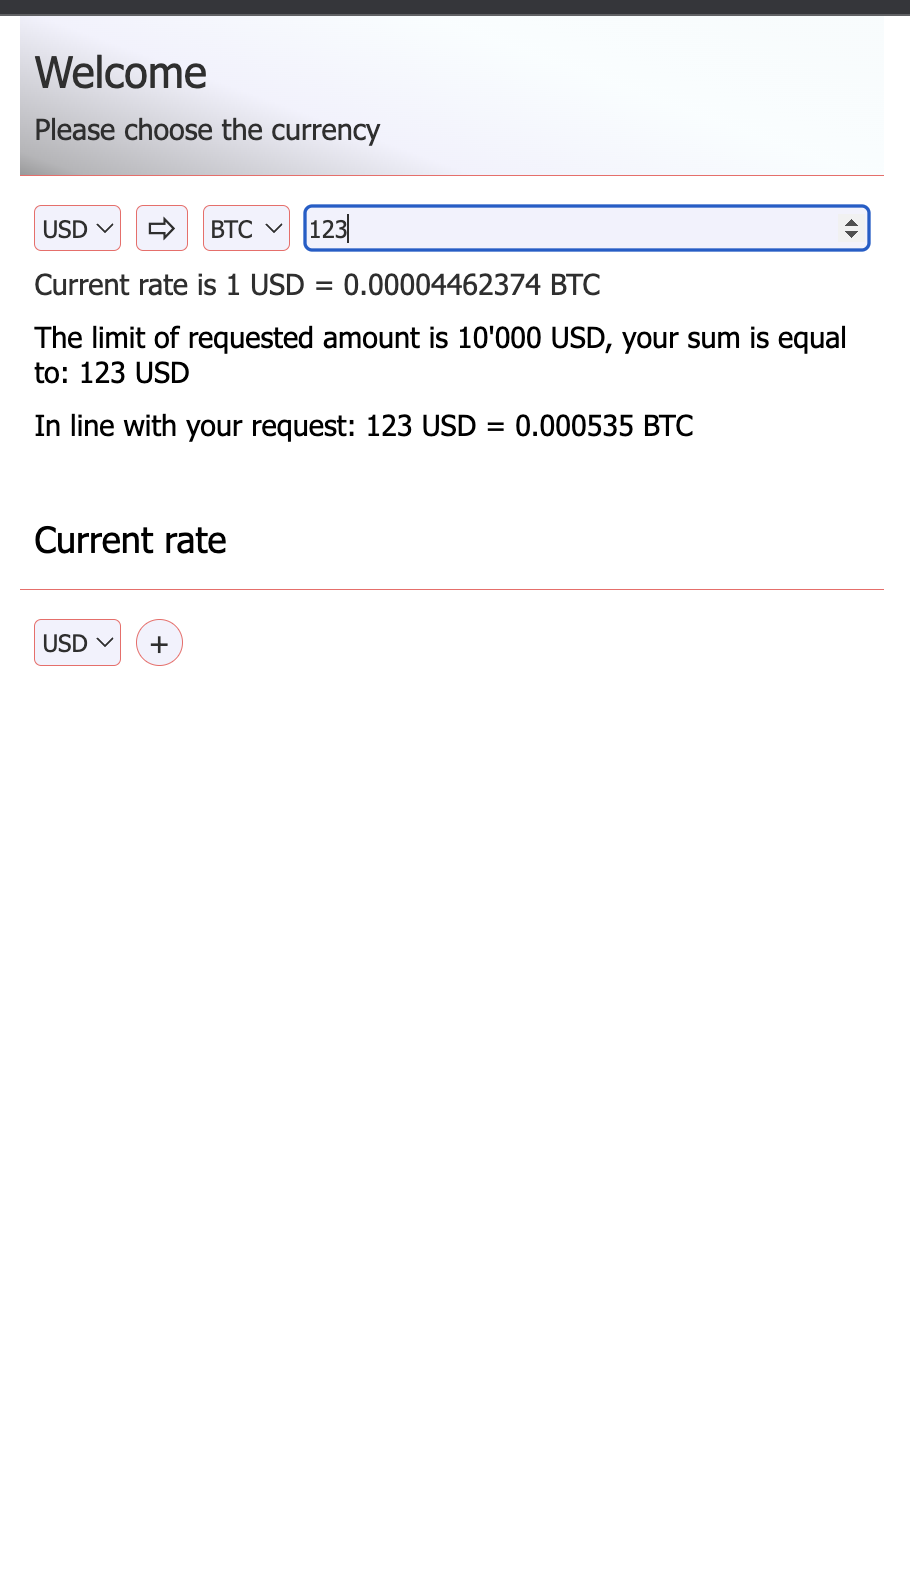 Welcome
Please choose the currency
USD BTC 123
Current rate is 1 USD = 0.00004462374 BTC
The limit of requested amount is 10'000 USD, your sum is equal
to: 123 USD
In line with your request: 123 USD = 0.000535 BTC
Current rate
USD +